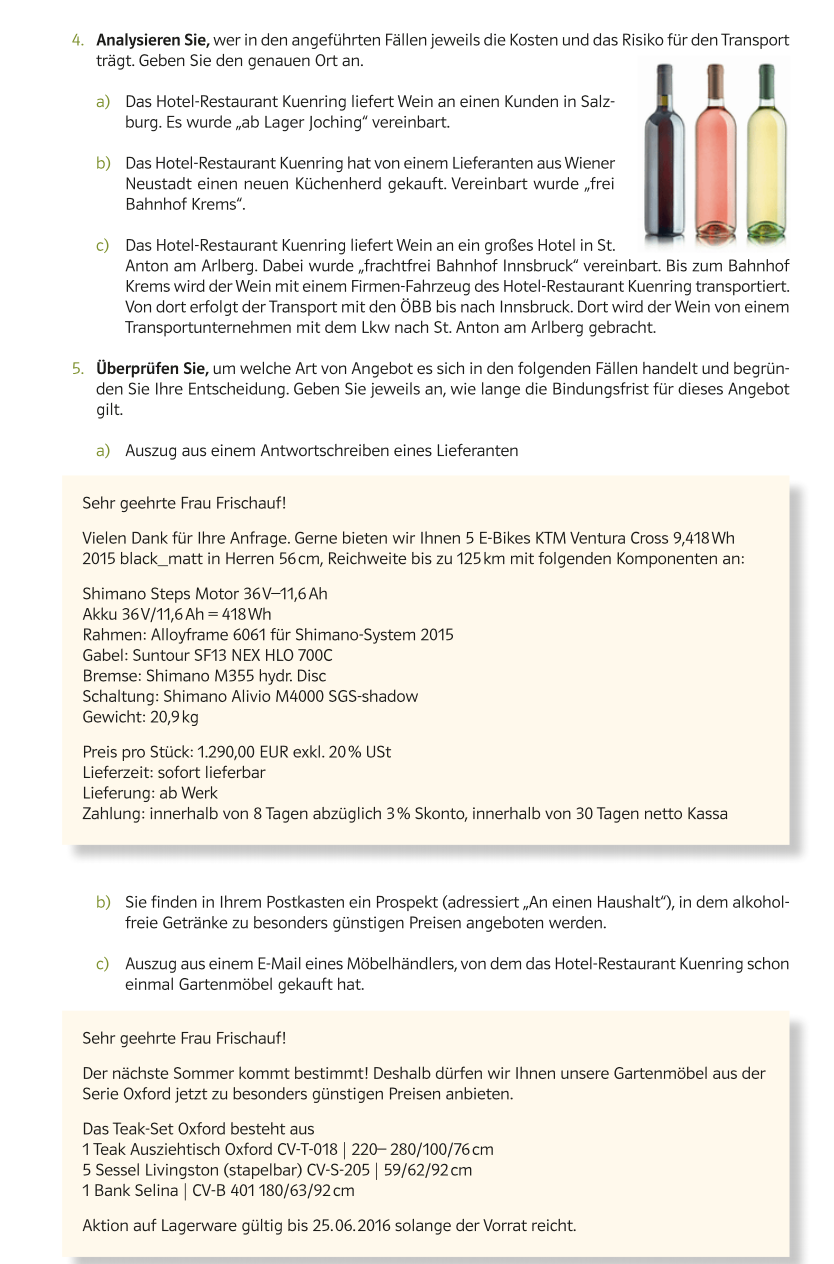 4. Analysieren Sie, wer in den angeführten Fällen jeweils die Kosten und das Risiko für den Transport
trägt. Geben Sie den genauen Ort an.
a) Das Hotel-Restaurant Kuenring liefert Wein an einen Kunden in Salz-
burg. Es wurde „ab Lager Joching“ vereinbart.
b) Das Hotel-Restaurant Kuenring hat von einem Lieferanten aus Wiener
Neustadt einen neuen Küchenherd gekauft. Vereinbart wurde „frei
Bahnhof Krems“.
c) Das Hotel-Restaurant Kuenring liefert Wein an ein großes Hotel in St.
Anton am Arlberg. Dabei wurde „frachtfrei Bahnhof Innsbruck“ vereinbart. Bis zum Bahnhof
Krems wird der Wein mit einem Firmen-Fahrzeug des Hotel-Restaurant Kuenring transportiert.
Von dort erfolgt der Transport mit den ÖBB bis nach Innsbruck. Dort wird der Wein von einem
Transportunternehmen mit dem Lkw nach St. Anton am Arlberg gebracht.
5. Überprüfen Sie, um welche Art von Angebot es sich in den folgenden Fällen handelt und begrün-
den Sie Ihre Entscheidung. Geben Sie jeweils an, wie lange die Bindungsfrist für dieses Angebot
gilt.
a) Auszug aus einem Antwortschreiben eines Lieferanten
Sehr geehrte Frau Frischauf!
Vielen Dank für Ihre Anfrage. Gerne bieten wir Ihnen 5 E-Bikes KTM Ventura Cross 9,418 Wh
2015 black_matt in Herren 56 cm, Reichweite bis zu 125 km mit folgenden Komponenten an:
Shimano Steps Motor 36 V–11,6 Ah
Akku 36 V/11,6 Ah = 418 Wh
Rahmen: Alloyframe 6061 für Shimano-System 2015
Gabel: Suntour SF13 NEX HLO 700C
Bremse: Shimano M355 hydr. Disc
Schaltung: Shimano Alivio M4000 SGS-shadow
Gewicht: 20,9 kg
Preis pro Stück: 1.290,00 EUR exkl. 20 % USt
Lieferzeit: sofort lieferbar
Lieferung: ab Werk
Zahlung: innerhalb von 8 Tagen abzüglich 3 % Skonto, innerhalb von 30 Tagen netto Kassa
b) Sie finden in Ihrem Postkasten ein Prospekt (adressiert „An einen Haushalt“), in dem alkohol-
freie Getränke zu besonders günstigen Preisen angeboten werden.
c) Auszug aus einem E-Mail eines Möbelhändlers, von dem das Hotel-Restaurant Kuenring schon
einmal Gartenmöbel gekauft hat.
Sehr geehrte Frau Frischauf!
Der nächste Sommer kommt bestimmt! Deshalb dürfen wir Ihnen unsere Gartenmöbel aus der
Serie Oxford jetzt zu besonders günstigen Preisen anbieten.
Das Teak-Set Oxford besteht aus
1 Teak Ausziehtisch Oxford CV-T-018 | 220– 280/100/76 cm
5 Sessel Livingston (stapelbar) CV-S-205 | 59/62/92 cm
1 Bank Selina | CV-B 401 180/63/92 cm
Aktion auf Lagerware gültig bis 25.06.2016 solange der Vorrat reicht.